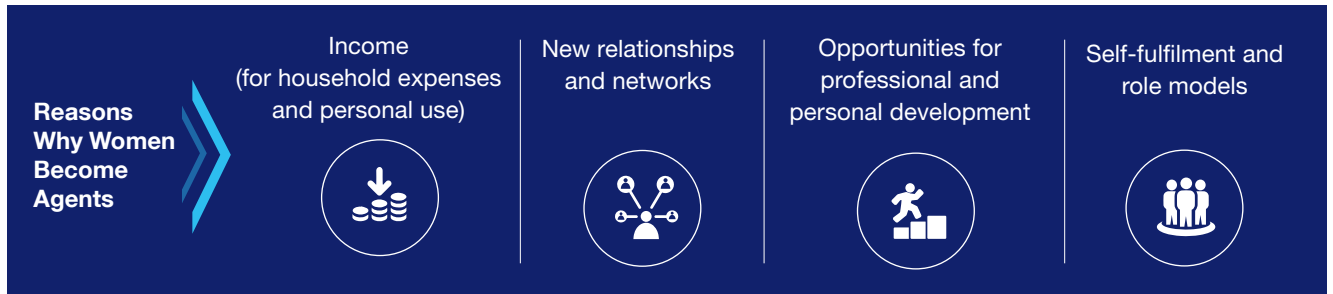 Reasons
Why Women
Become
Agents
Income
(for household expenses
and personal use)
New relationships
and networks
Opportunities for
professional and
personal development
Self-fulfilment and
role models